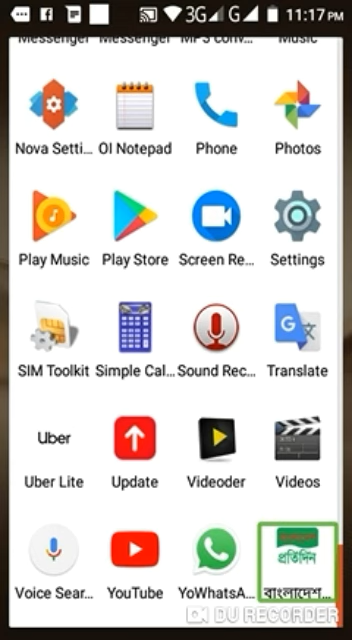 3G G 11:17 PM
Messenger Messenger MP3 conv... Music
Nova Setti... OI Notepad Phone Photos
Play Music Play Store Screen Re... Settings
SIM Toolkit Simple Cal... Sound Rec... Translate
Uber
Uber Lite Update Videoder Videos
প্রতিদিন
Voice Sear... YouTube YoWhatsA... বাংলাদেশ...
DU RECORDER